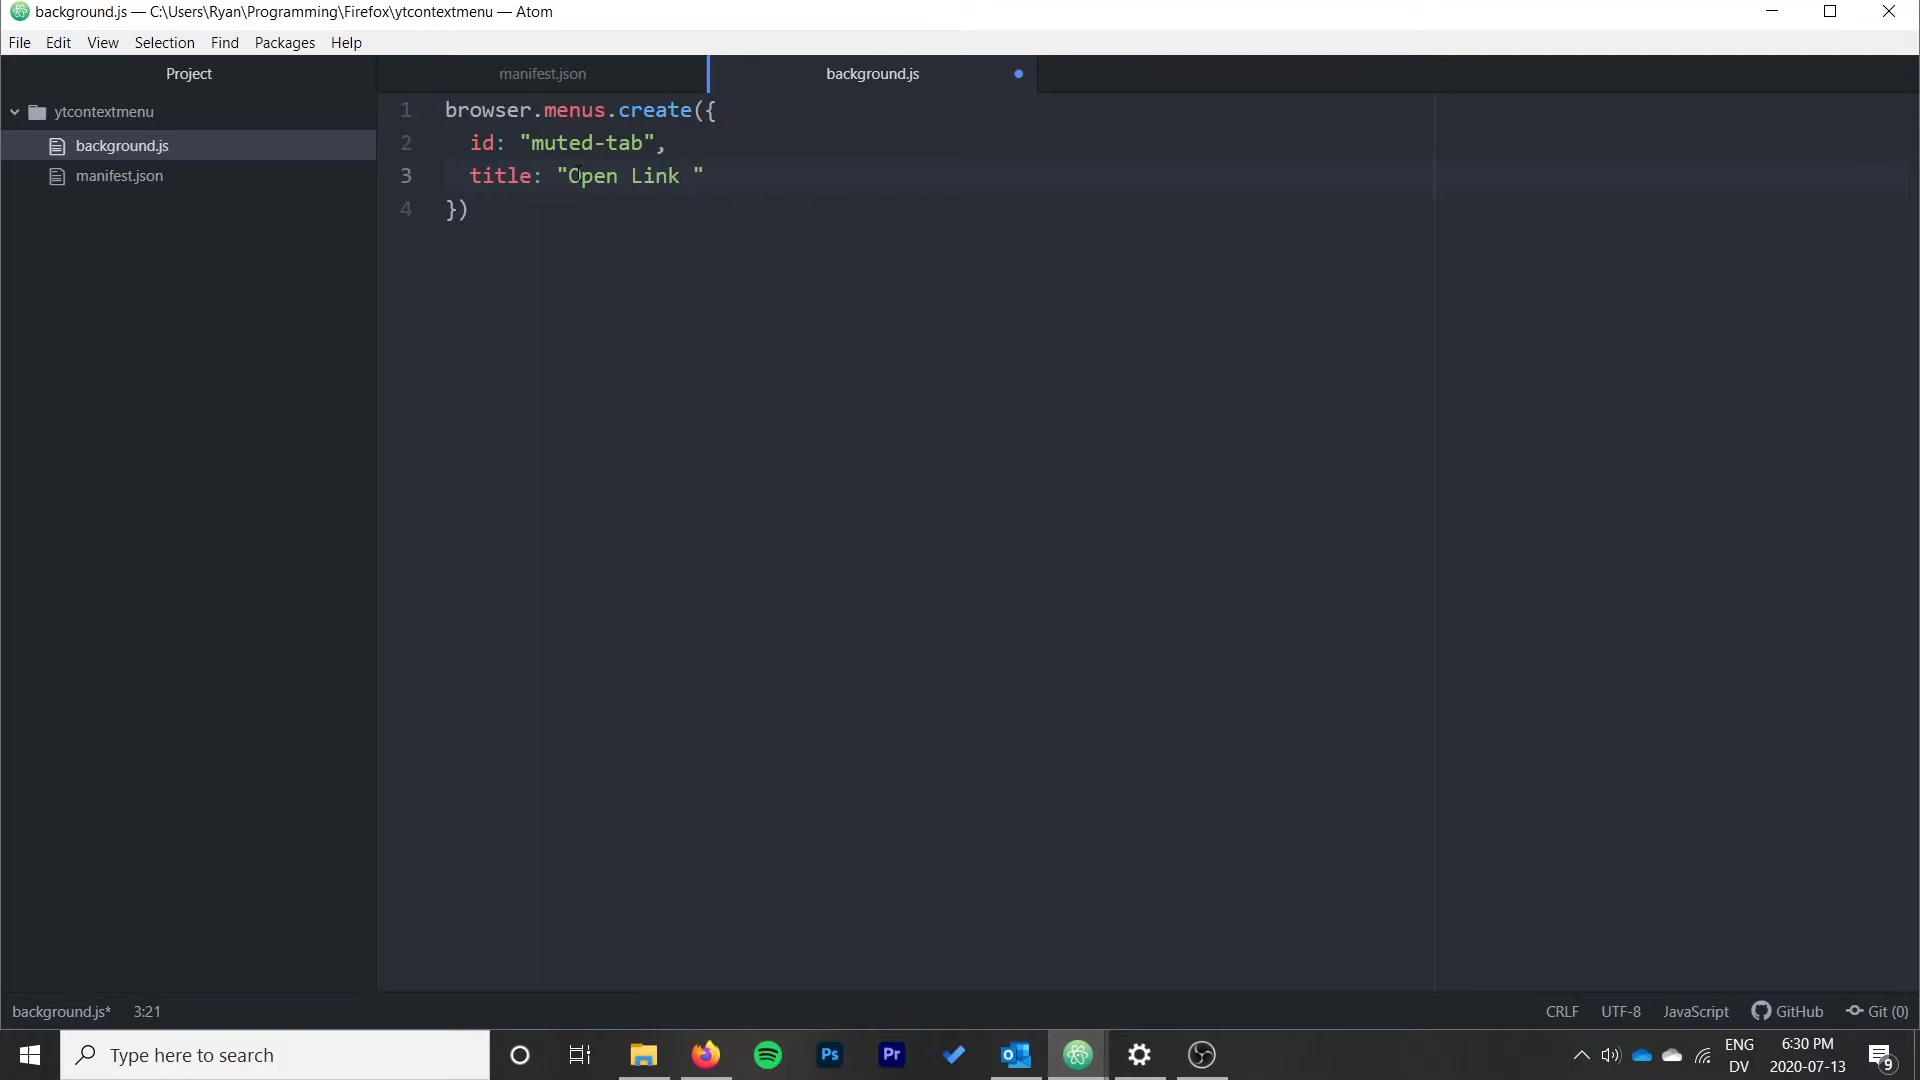 background.js — C:\Users\Ryan\Programming\Firefox\ytcontextmenu — Atom
File Edit View Selection Find Packages Help
Project
manifest.json
background.js
ytcontextmenu
background.js
manifest.json
1 browser.menus.create({
2 id: "muted-tab",
3 title: "Open Link "
4 })
background.js* 3:21
CRLF UTF-8 JavaScript GitHub Git (0)
Type here to search
Ps
Pr
ENG
DV
6:30 PM
2020-07-13
9